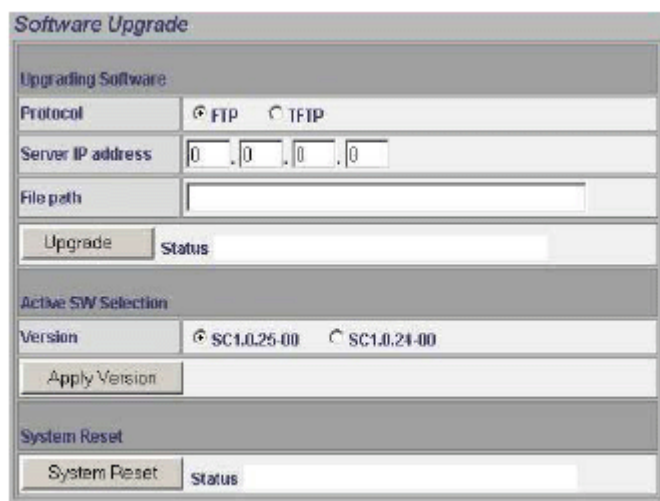 Software Upgrade
Upgrading Software
Protocol FTP TFTP
Server IP address 0 . 0 . 0 . 0
File path
Upgrade Status
Active SW Selection
Version SC1.0.25-00 SC1.0.24-00
Apply Version
System Reset
System Reset Status